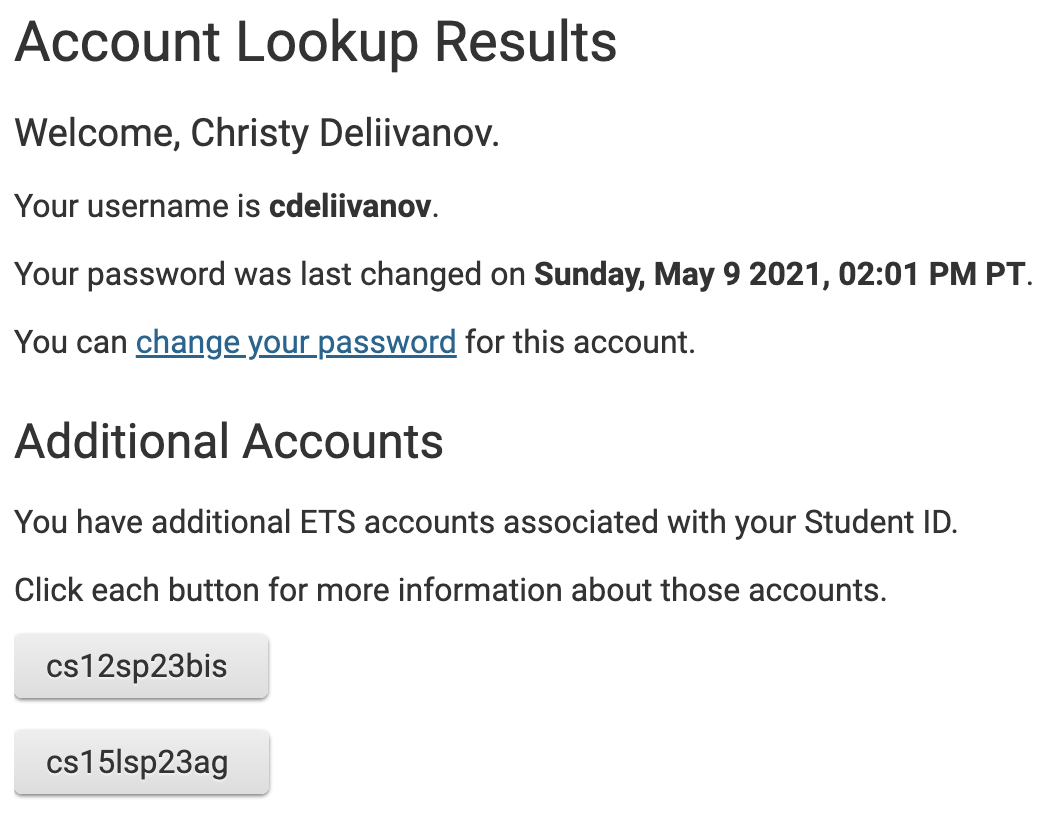 Account Lookup Results
Welcome, Christy Deliivanov.
Your username is cdeliivanov.
Your password was last changed on Sunday, May 9 2021, 02:01 PM PT.
You can change your password for this account.
Additional Accounts
You have additional ETS accounts associated with your Student ID.
Click each button for more information about those accounts.
cs12sp23bis
cs15lsp23ag